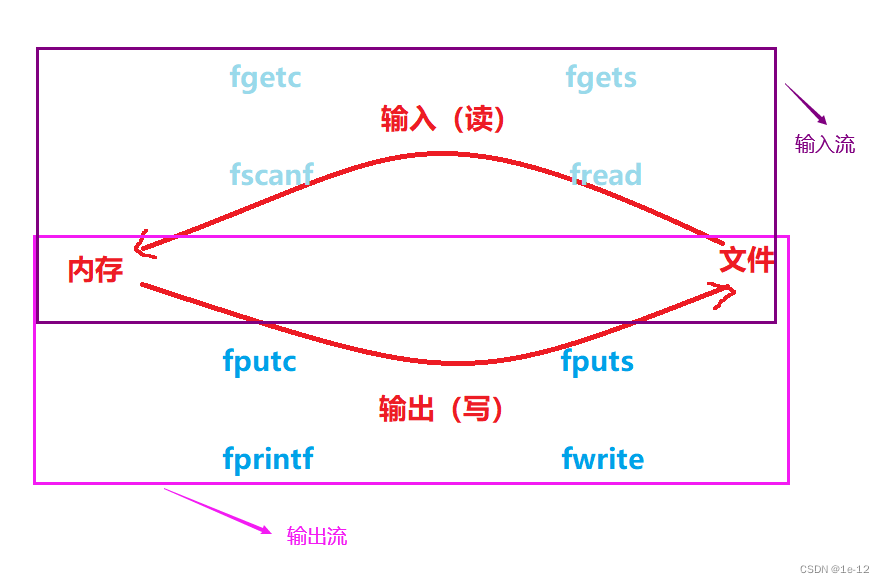 fgetc fgets
输入（读）
输入流
fscanf fread
内存 文件
fputc fputs
输出（写）
fprintf fwrite
输出流
CSDN @1e-12